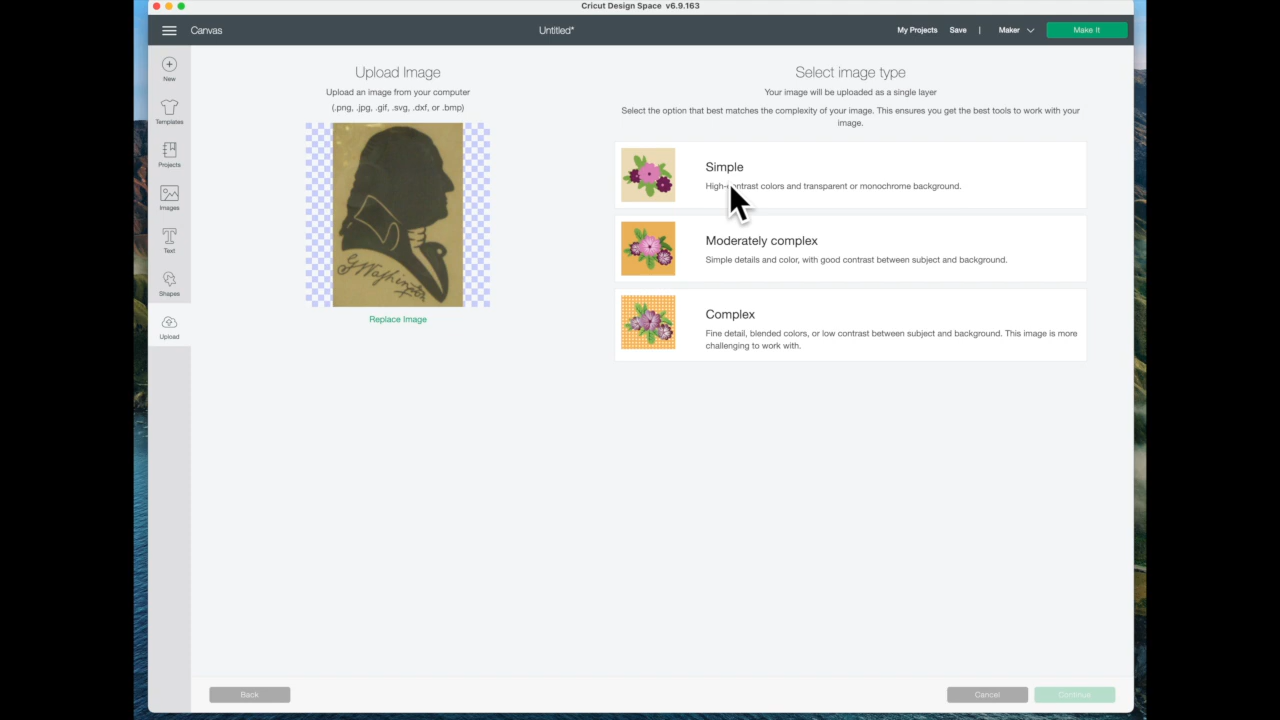 Cricut Design Space v6.9.163
Canvas
Untitled*
My Projects Save | Maker Make It
New
Templates
Projects
Images
Text
Shapes
Upload
Upload Image
Upload an image from your computer
(.png, .jpg, .gif, .svg, .dxf, or .bmp)
G Washington
Replace Image
Select image type
Your image will be uploaded as a single layer
Select the option that best matches the complexity of your image. This ensures you get the best tools to work with your
image.
Simple
High-contrast colors and transparent or monochrome background.
Moderately complex
Simple details and color, with good contrast between subject and background.
Complex
Fine detail, blended colors, or low contrast between subject and background. This image is more
challenging to work with.
Back
Cancel
Continue